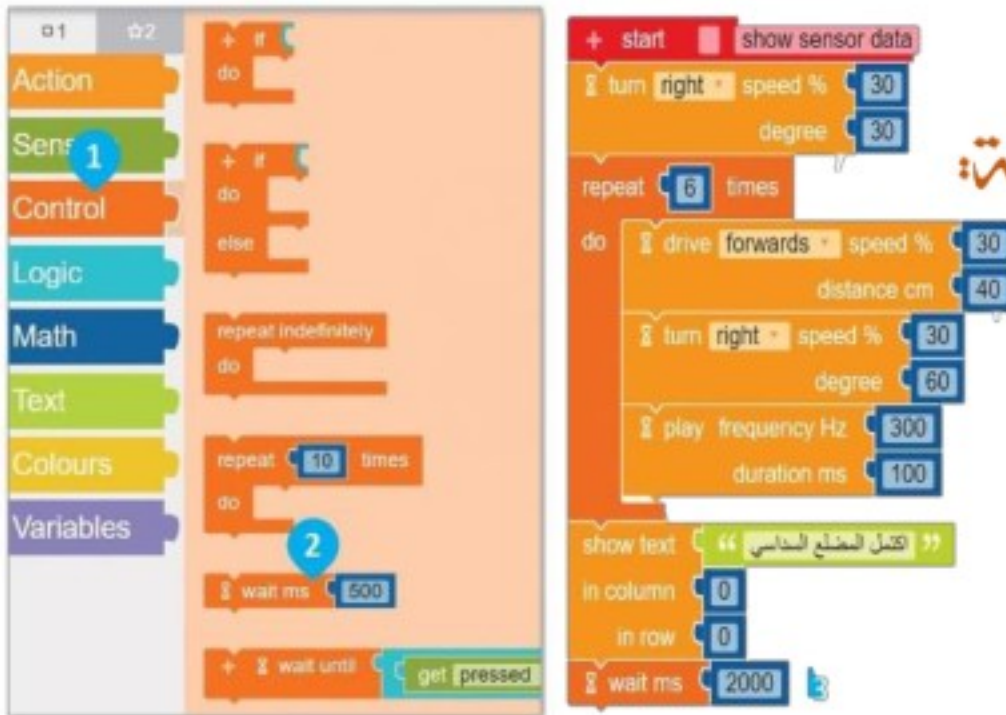 1 2
Action
Sens
1
Control
Logic
Math
Text
Colours
Variables
+ if
do
+ if
do
else
repeat indefinitely
do
repeat 10 times
do
2
wait ms 500
+ wait until get pressed
+ start show sensor data
turn right speed % 30
degree 30
repeat 6 times
do drive forwards speed % 30
distance cm 40
turn right speed % 30
degree 60
play frequency Hz 300
duration ms 100
show text “ اكتمل المضلع السداسي ”
in column 0
in row 0
wait ms 2000
3